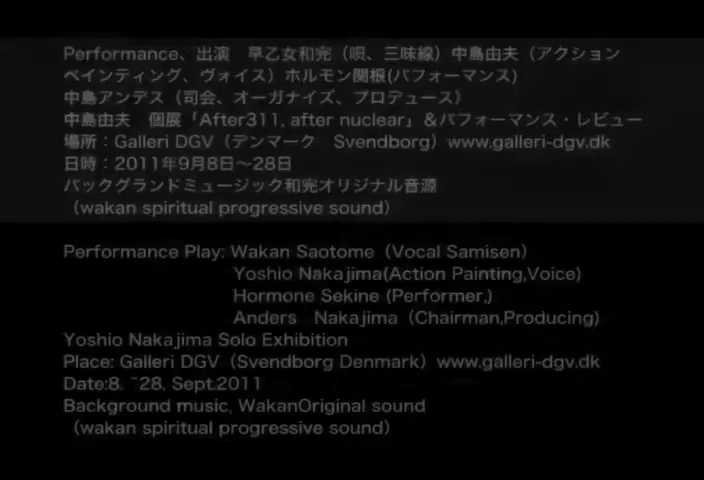 Performance、出演　早乙女和完（唄、三味線）中島由夫（アクション
ペインティング、ヴォイス）ホルモン関根(パフォーマンス)
中島アンデス（司会、オーガナイズ、プロデュース）
中島由夫　個展「After311, after nuclear」＆パフォーマンス・レビュー
場所：Galleri DGV（デンマーク　Svendborg）www.galleri-dgv.dk
日時：2011年9月8日〜28日
バックグランドミュージック和完オリジナル音源
（wakan spiritual progressive sound）
Performance Play: Wakan Saotome（Vocal Samisen）
Yoshio Nakajima(Action Painting,Voice)
Hormone Sekine (Performer,)
Anders　Nakajima（Chairman,Producing)
Yoshio Nakajima Solo Exhibition
Place: Galleri DGV（Svendborg Denmark）www.galleri-dgv.dk
Date:8. ~28. Sept.2011
Background music, WakanOriginal sound
（wakan spiritual progressive sound）